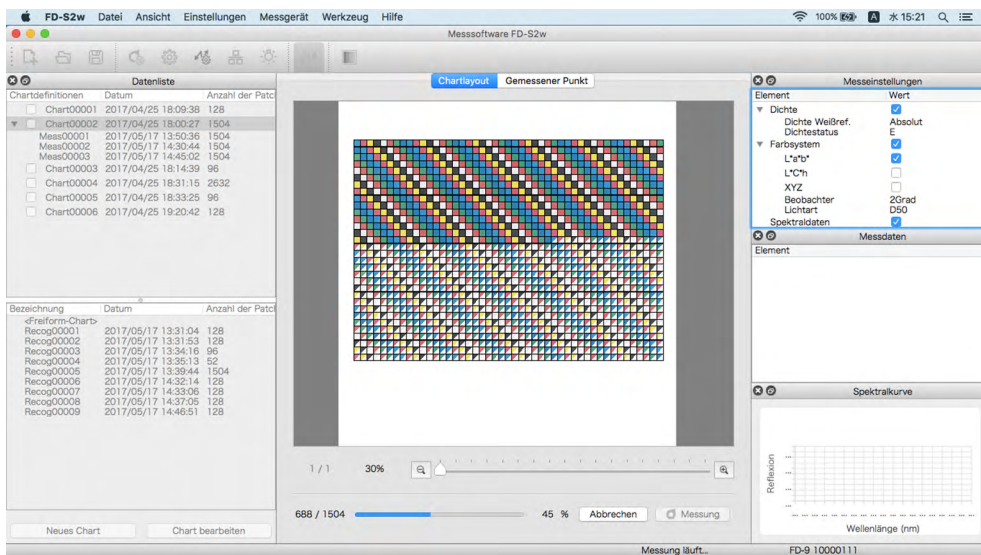 FD-S2w Datei Ansicht Einstellungen Messgerät Werkzeug Hilfe 100% A 水 15:21
Messsoftware FD-S2w
Datenliste
Chartdefinitionen Datum Anzahl der Patc
Chart00001 2017/04/25 18:09:38 128
Chart00002 2017/04/25 18:00:27 1504
Meas00001 2017/05/17 13:50:36 1504
Meas00002 2017/05/17 14:30:44 1504
Meas00003 2017/05/17 14:45:02 1504
Chart00003 2017/04/25 18:14:39 96
Chart00004 2017/04/25 18:31:15 2632
Chart00005 2017/04/25 18:33:25 96
Chart00006 2017/04/25 19:20:42 128
Bezeichnung Datum Anzahl der Patcl
<Freiform-Chart>
Recog00001 2017/05/17 13:31:04 128
Recog00002 2017/05/17 13:31:53 128
Recog00003 2017/05/17 13:34:16 96
Recog00004 2017/05/17 13:35:13 52
Recog00005 2017/05/17 13:39:44 1504
Recog00006 2017/05/17 14:32:14 128
Recog00007 2017/05/17 14:33:06 128
Recog00008 2017/05/17 14:37:05 128
Recog00009 2017/05/17 14:46:51 128
Neues Chart Chart bearbeiten
Chartlayout Gemessener Punkt
1 / 1 30%
688 / 1504 45 % Abbrechen Messung
Messeinstellungen
Element Wert
Dichte
Dichte Weißref. Absolut
Dichtestatus E
Farbsystem
L*a*b*
L*C*h
XYZ
Beobachter 2Grad
Lichtart D50
Spektraldaten
Messdaten
Element
Spektralkurve
Reflexion
Wellenlänge (nm)
Messung läuft... FD-9 10000111